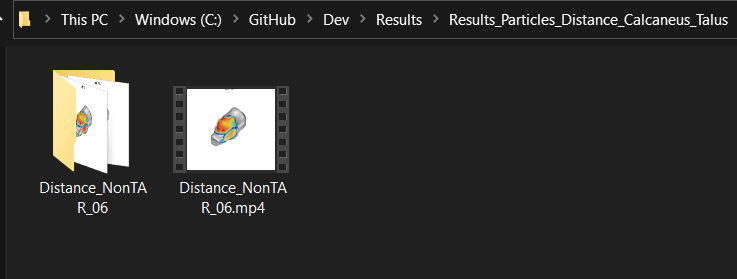 This PC > Windows (C:) > GitHub > Dev > Results > Results_Particles_Distance_Calcaneus_Talus
Distance_NonTA
R_06
Distance_NonTA
R_06.mp4